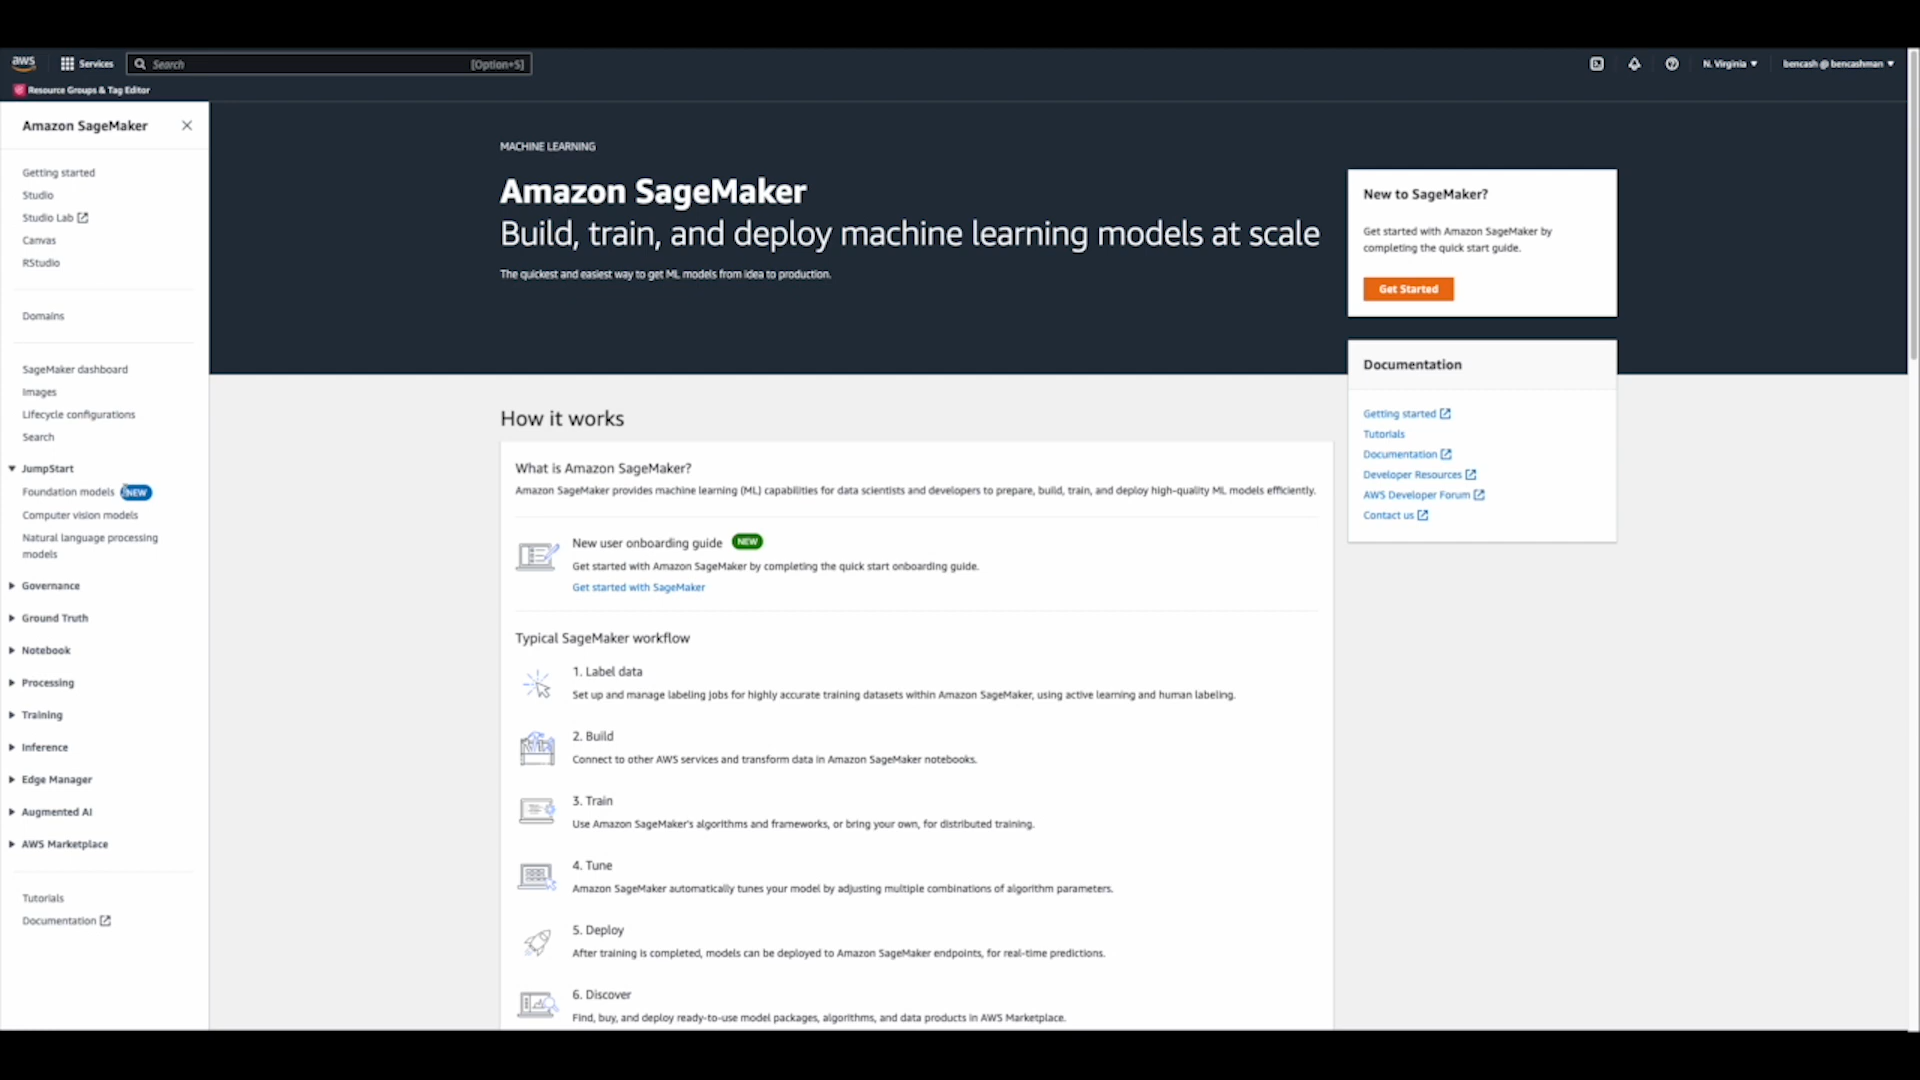 aws
Services
Search
[Option+S]
N. Virginia
bencash @ bencashman
Resource Groups & Tag Editor
Amazon SageMaker
Getting started
Studio
Studio Lab
Canvas
RStudio
Domains
SageMaker dashboard
Images
Lifecycle configurations
Search
JumpStart
Foundation models NEW
Computer vision models
Natural language processing
models
Governance
Ground Truth
Notebook
Processing
Training
Inference
Edge Manager
Augmented AI
AWS Marketplace
Tutorials
Documentation
MACHINE LEARNING
Amazon SageMaker
Build, train, and deploy machine learning models at scale
The quickest and easiest way to get ML models from idea to production.
New to SageMaker?
Get started with Amazon SageMaker by
completing the quick start guide.
Get Started
Documentation
Getting started
Tutorials
Documentation
Developer Resources
AWS Developer Forum
Contact us
How it works
What is Amazon SageMaker?
Amazon SageMaker provides machine learning (ML) capabilities for data scientists and developers to prepare, build, train, and deploy high-quality ML models efficiently.
New user onboarding guide NEW
Get started with Amazon SageMaker by completing the quick start onboarding guide.
Get started with SageMaker
Typical SageMaker workflow
1. Label data
Set up and manage labeling jobs for highly accurate training datasets within Amazon SageMaker, using active learning and human labeling.
2. Build
Connect to other AWS services and transform data in Amazon SageMaker notebooks.
3. Train
Use Amazon SageMaker's algorithms and frameworks, or bring your own, for distributed training.
4. Tune
Amazon SageMaker automatically tunes your model by adjusting multiple combinations of algorithm parameters.
5. Deploy
After training is completed, models can be deployed to Amazon SageMaker endpoints, for real-time predictions.
6. Discover
Find, buy, and deploy ready-to-use model packages, algorithms, and data products in AWS Marketplace.